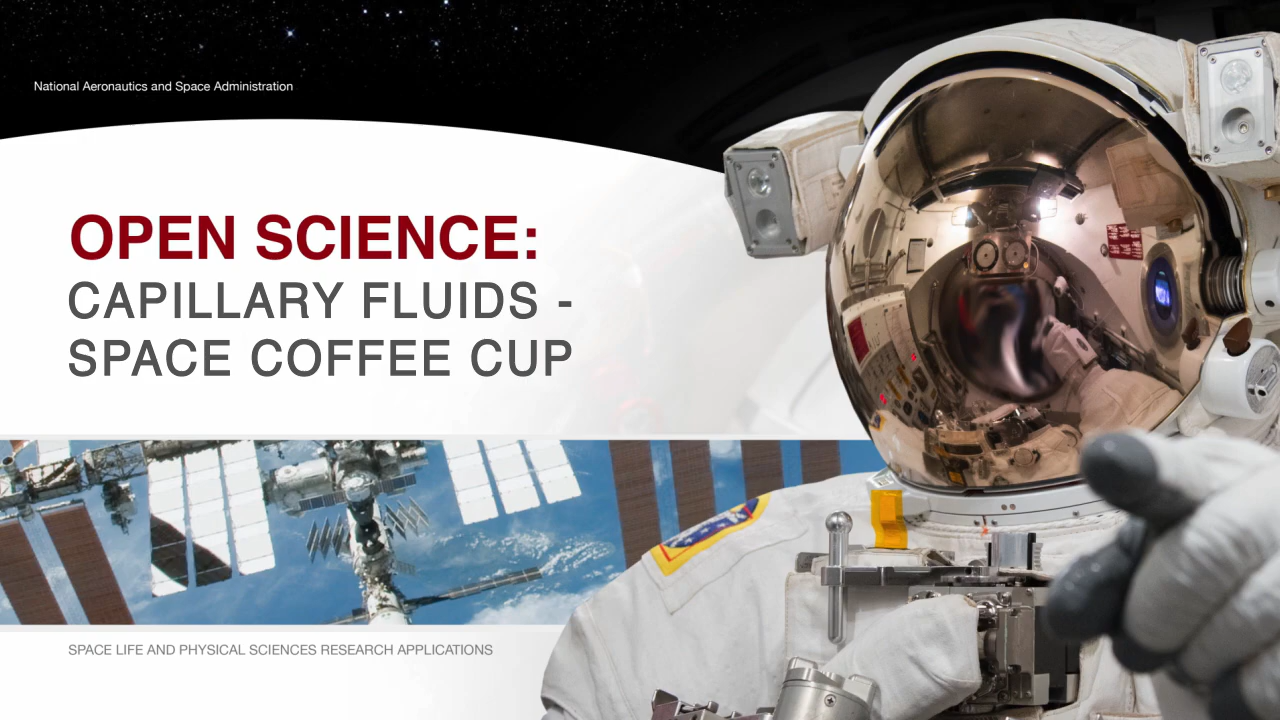 National Aeronautics and Space Administration
OPEN SCIENCE:
CAPILLARY FLUIDS -
SPACE COFFEE CUP
SPACE LIFE AND PHYSICAL SCIENCES RESEARCH APPLICATIONS